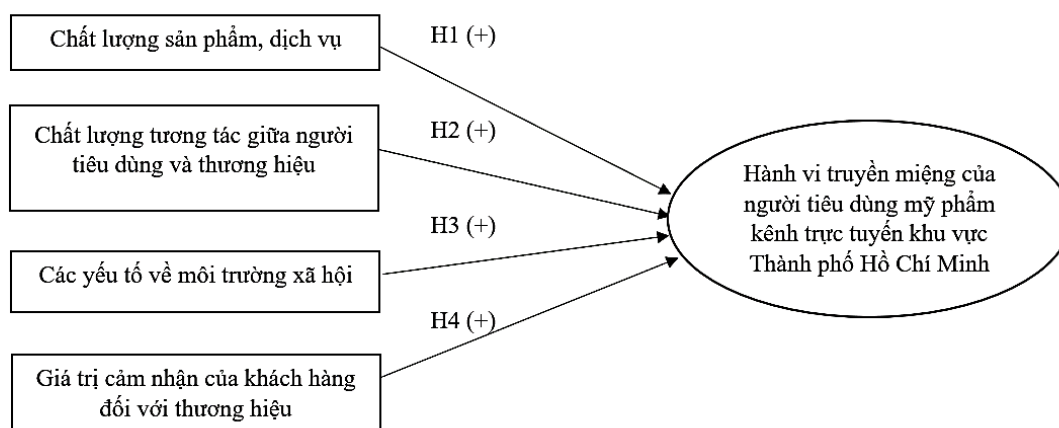 Chất lượng sản phẩm, dịch vụ
H1 (+)
Chất lượng tương tác giữa người
tiêu dùng và thương hiệu
H2 (+)
Các yếu tố về môi trường xã hội
H3 (+)
Giá trị cảm nhận của khách hàng
đối với thương hiệu
H4 (+)
Hành vi truyền miệng của
người tiêu dùng mỹ phẩm
kênh trực tuyến khu vực
Thành phố Hồ Chí Minh